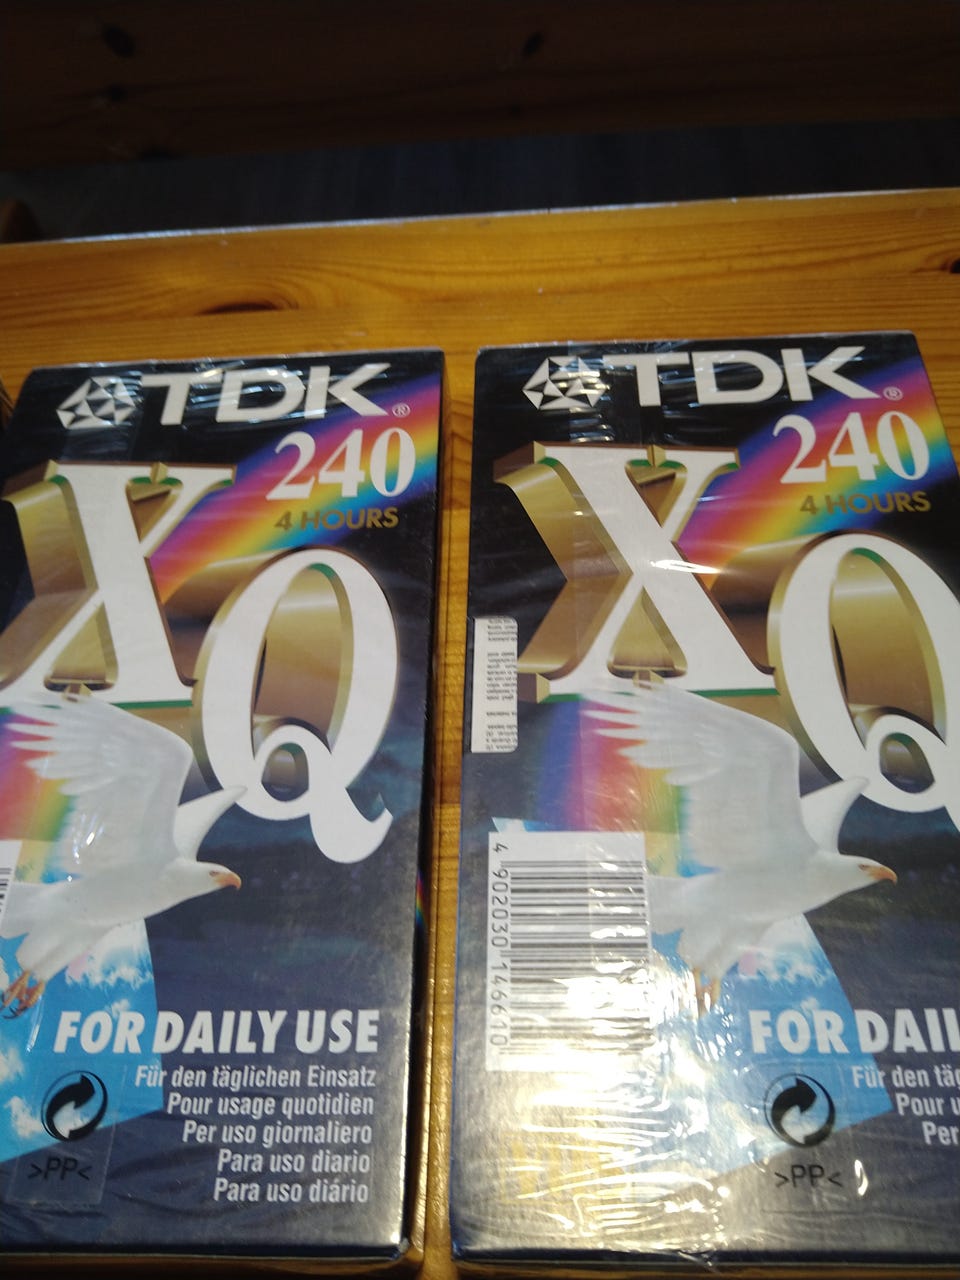 TDK®
240
4 HOURS
XQ
FOR DAILY USE
Für den täglichen Einsatz
Pour usage quotidien
Per uso giornaliero
Para uso diario
Para uso diário
>PP<
TDK®
240
4 HOURS
XQ
4 902030 146610
FOR DAIL
Für den täg
Pour u
Per
>PP<